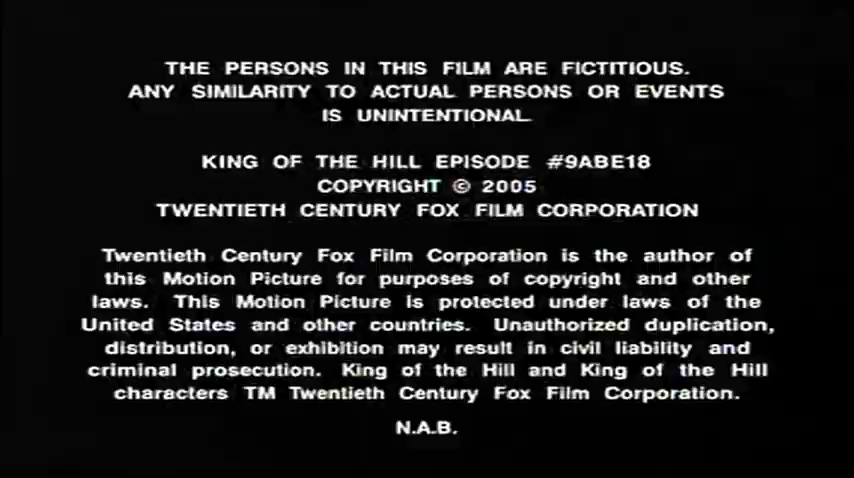 THE PERSONS IN THIS FILM ARE FICTITIOUS.
ANY SIMILARITY TO ACTUAL PERSONS OR EVENTS
IS UNINTENTIONAL.
KING OF THE HILL EPISODE #9ABE18
COPYRIGHT © 2005
TWENTIETH CENTURY FOX FILM CORPORATION
Twentieth Century Fox Film Corporation is the author of
this Motion Picture for purposes of copyright and other
laws. This Motion Picture is protected under laws of the
United States and other countries. Unauthorized duplication,
distribution, or exhibition may result in civil liability and
criminal prosecution. King of the Hill and King of the Hill
characters TM Twentieth Century Fox Film Corporation.
N.A.B.